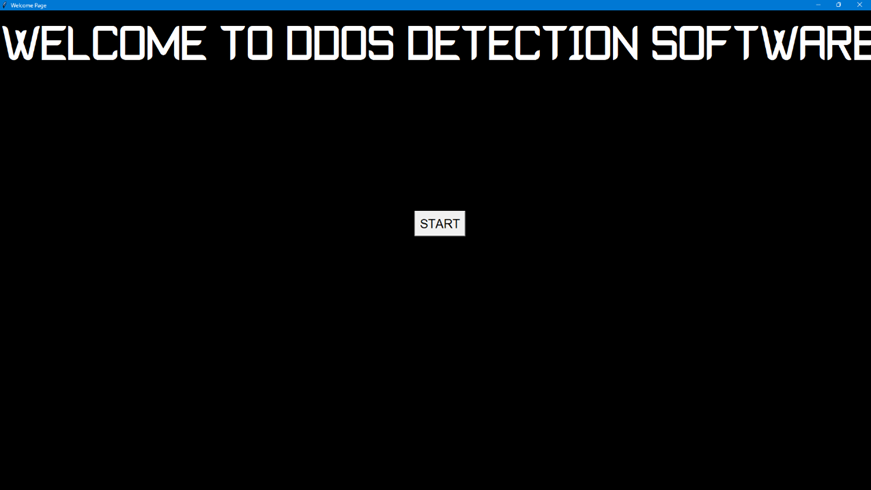 Welcome Page
WELCOME TO DDOS DETECTION SOFTWARE
START